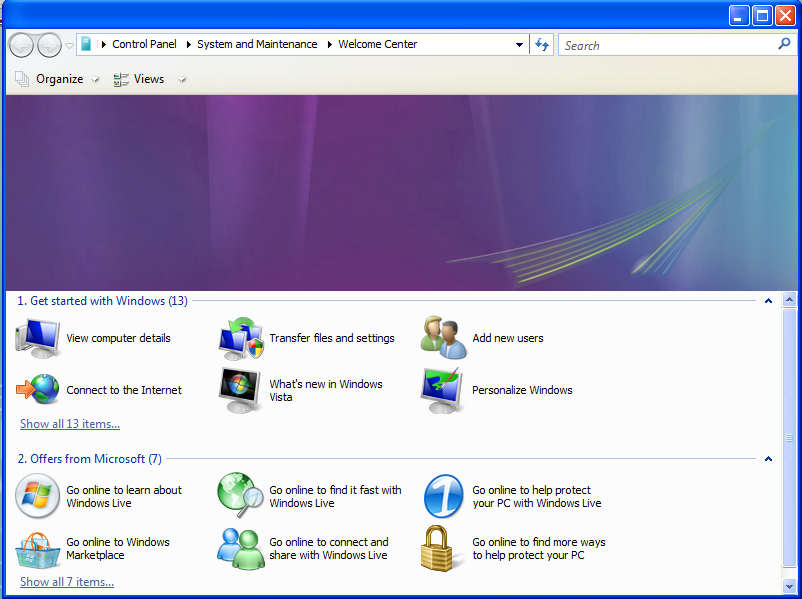 Control Panel System and Maintenance Welcome Center Search
Organize Views
1. Get started with Windows (13)
View computer details
Transfer files and settings
Add new users
Connect to the Internet
What's new in Windows
Vista
Personalize Windows
Show all 13 items...
2. Offers from Microsoft (7)
Go online to learn about
Windows Live
Go online to find it fast with
Windows Live
Go online to help protect
your PC with Windows Live
Go online to Windows
Marketplace
Go online to connect and
share with Windows Live
Go online to find more ways
to help protect your PC
Show all 7 items...